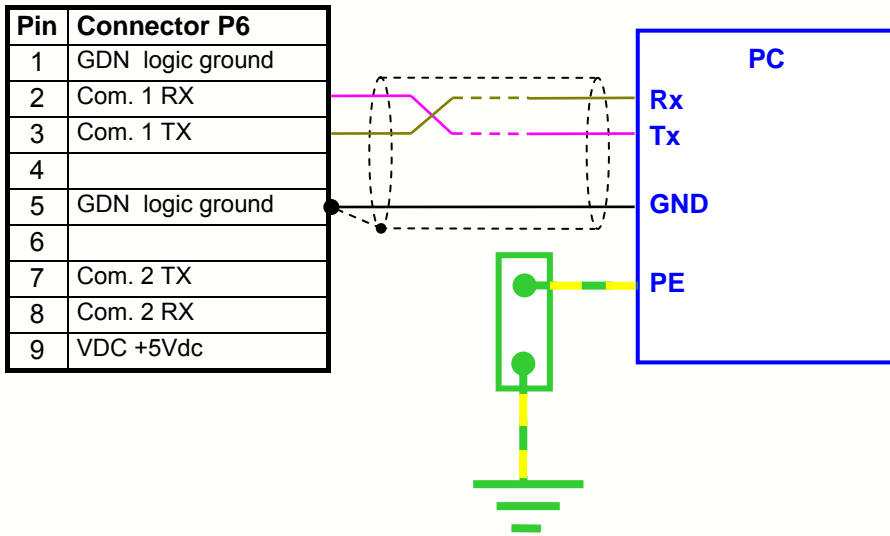 Pin Connector P6
1 GDN logic ground
2 Com. 1 RX
3 Com. 1 TX
4
5 GDN logic ground
6
7 Com. 2 TX
8 Com. 2 RX
9 VDC +5Vdc
PC
Rx
Tx
GND
PE